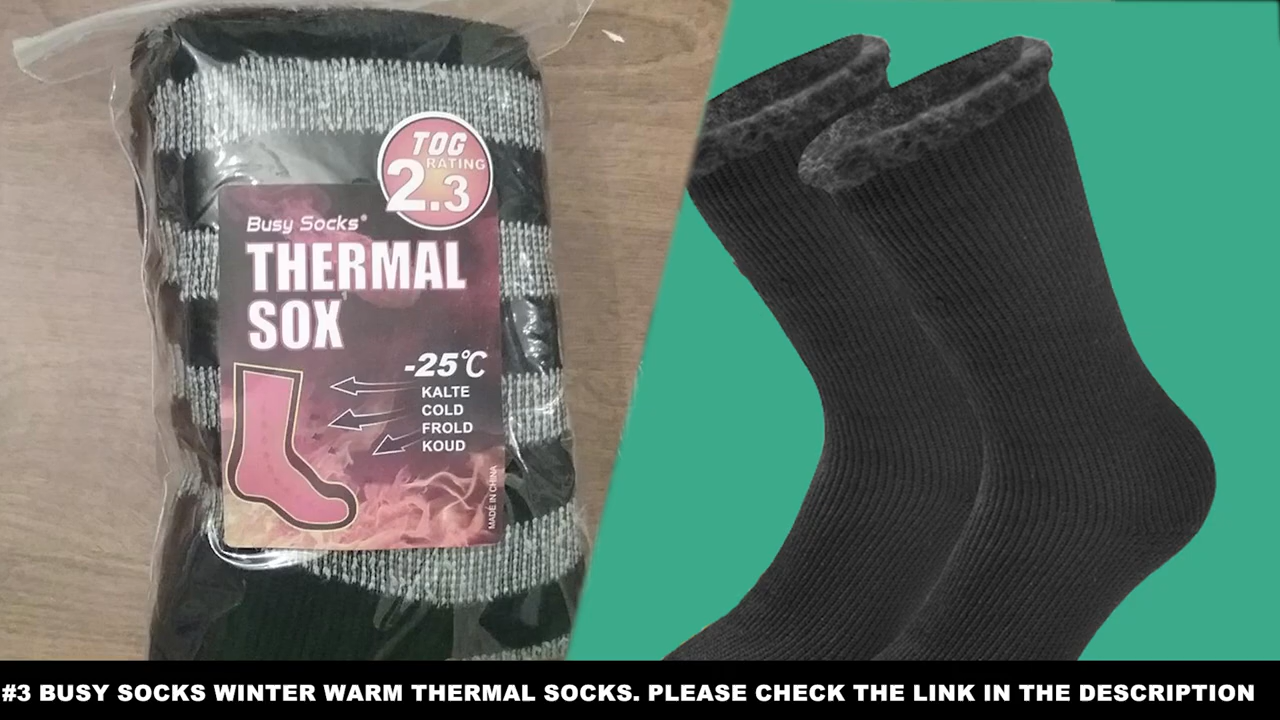 TOG
RATING
2.3
Busy Socks®
THERMAL
SOX
-25℃
KALTE
COLD
FROLD
KOUD
MADE IN CHINA
#3 BUSY SOCKS WINTER WARM THERMAL SOCKS. PLEASE CHECK THE LINK IN THE DESCRIPTION